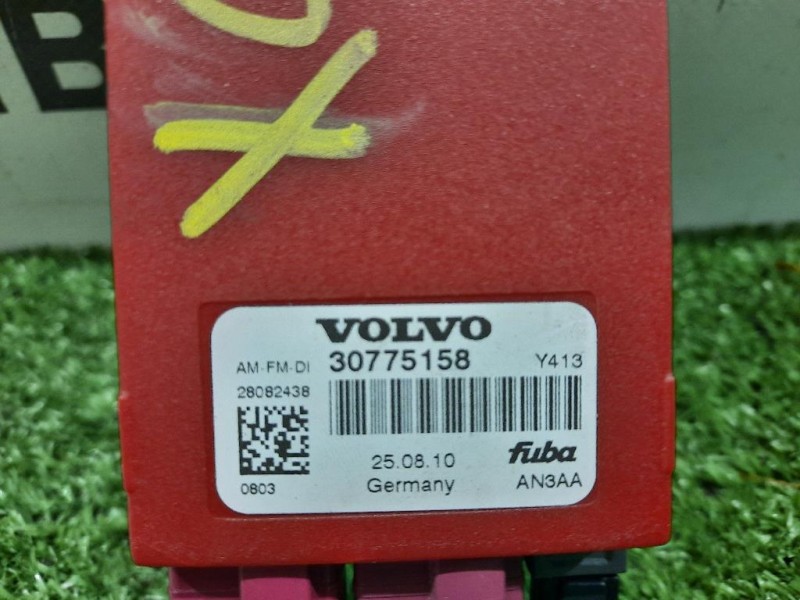 VOLVO
AM-FM-DI 30775158 Y413
28082438
25.08.10 fuba
0803 Germany AN3AA